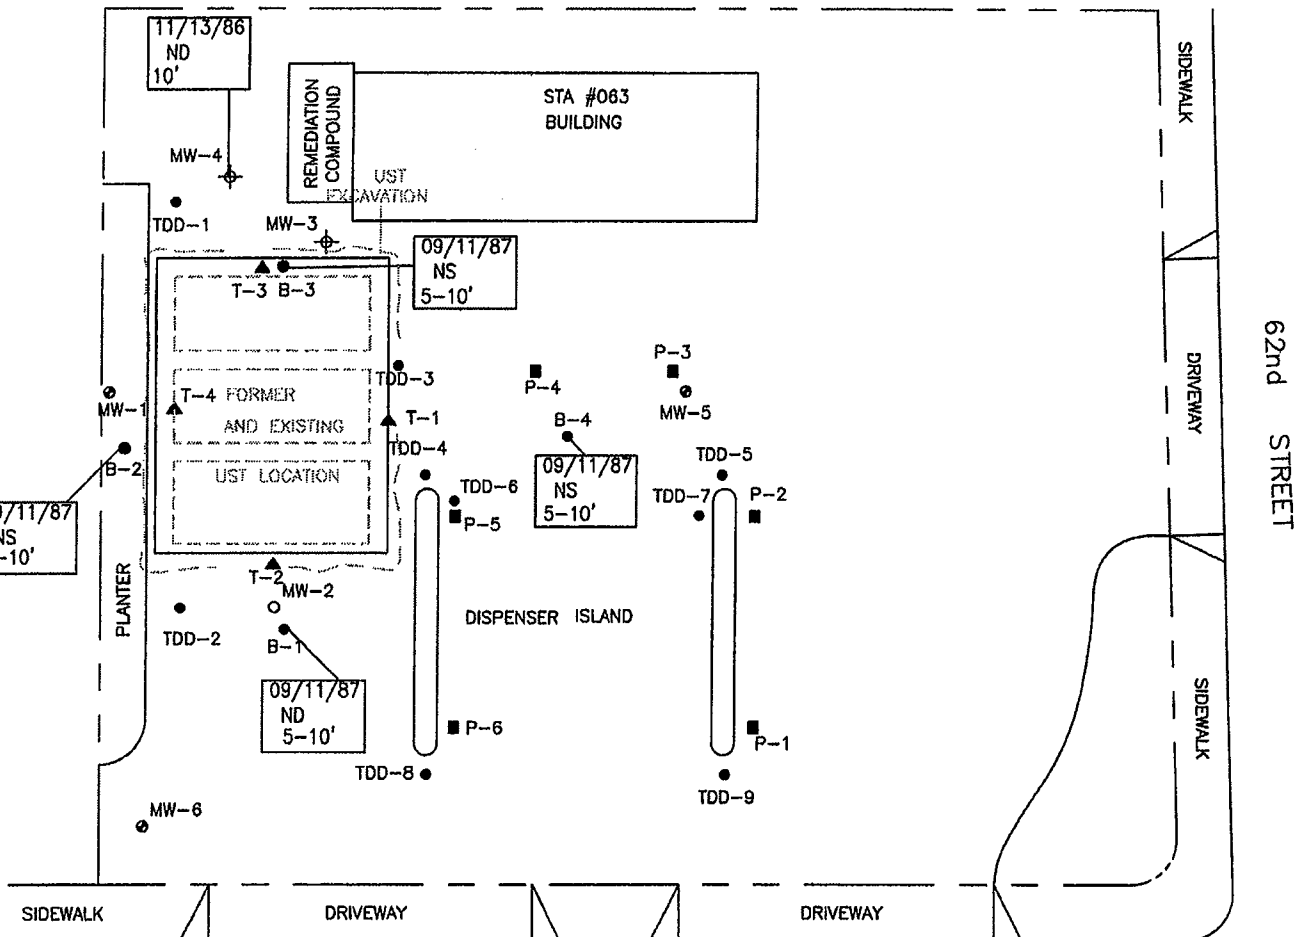 11/13/86
ND
10'
MW-4
TDD-1
REMEDIATION
COMPOUND
STA #063
BUILDING
UST
EXCAVATION
MW-3
09/11/87
NS
5-10'
T-3
B-3
TDD-3
P-4
P-3
MW-5
MW-1
T-4
FORMER
AND EXISTING
UST LOCATION
T-1
B-4
09/11/87
NS
5-10'
TDD-4
TDD-5
B-2
/11/87
NS
-10'
TDD-6
P-5
TDD-7
P-2
PLANTER
T-2
MW-2
TDD-2
B-1
09/11/87
ND
5-10'
DISPENSER ISLAND
P-6
P-1
TDD-8
TDD-9
MW-6
SIDEWALK
DRIVEWAY
DRIVEWAY
SIDEWALK
DRIVEWAY
SIDEWALK
62nd STREET